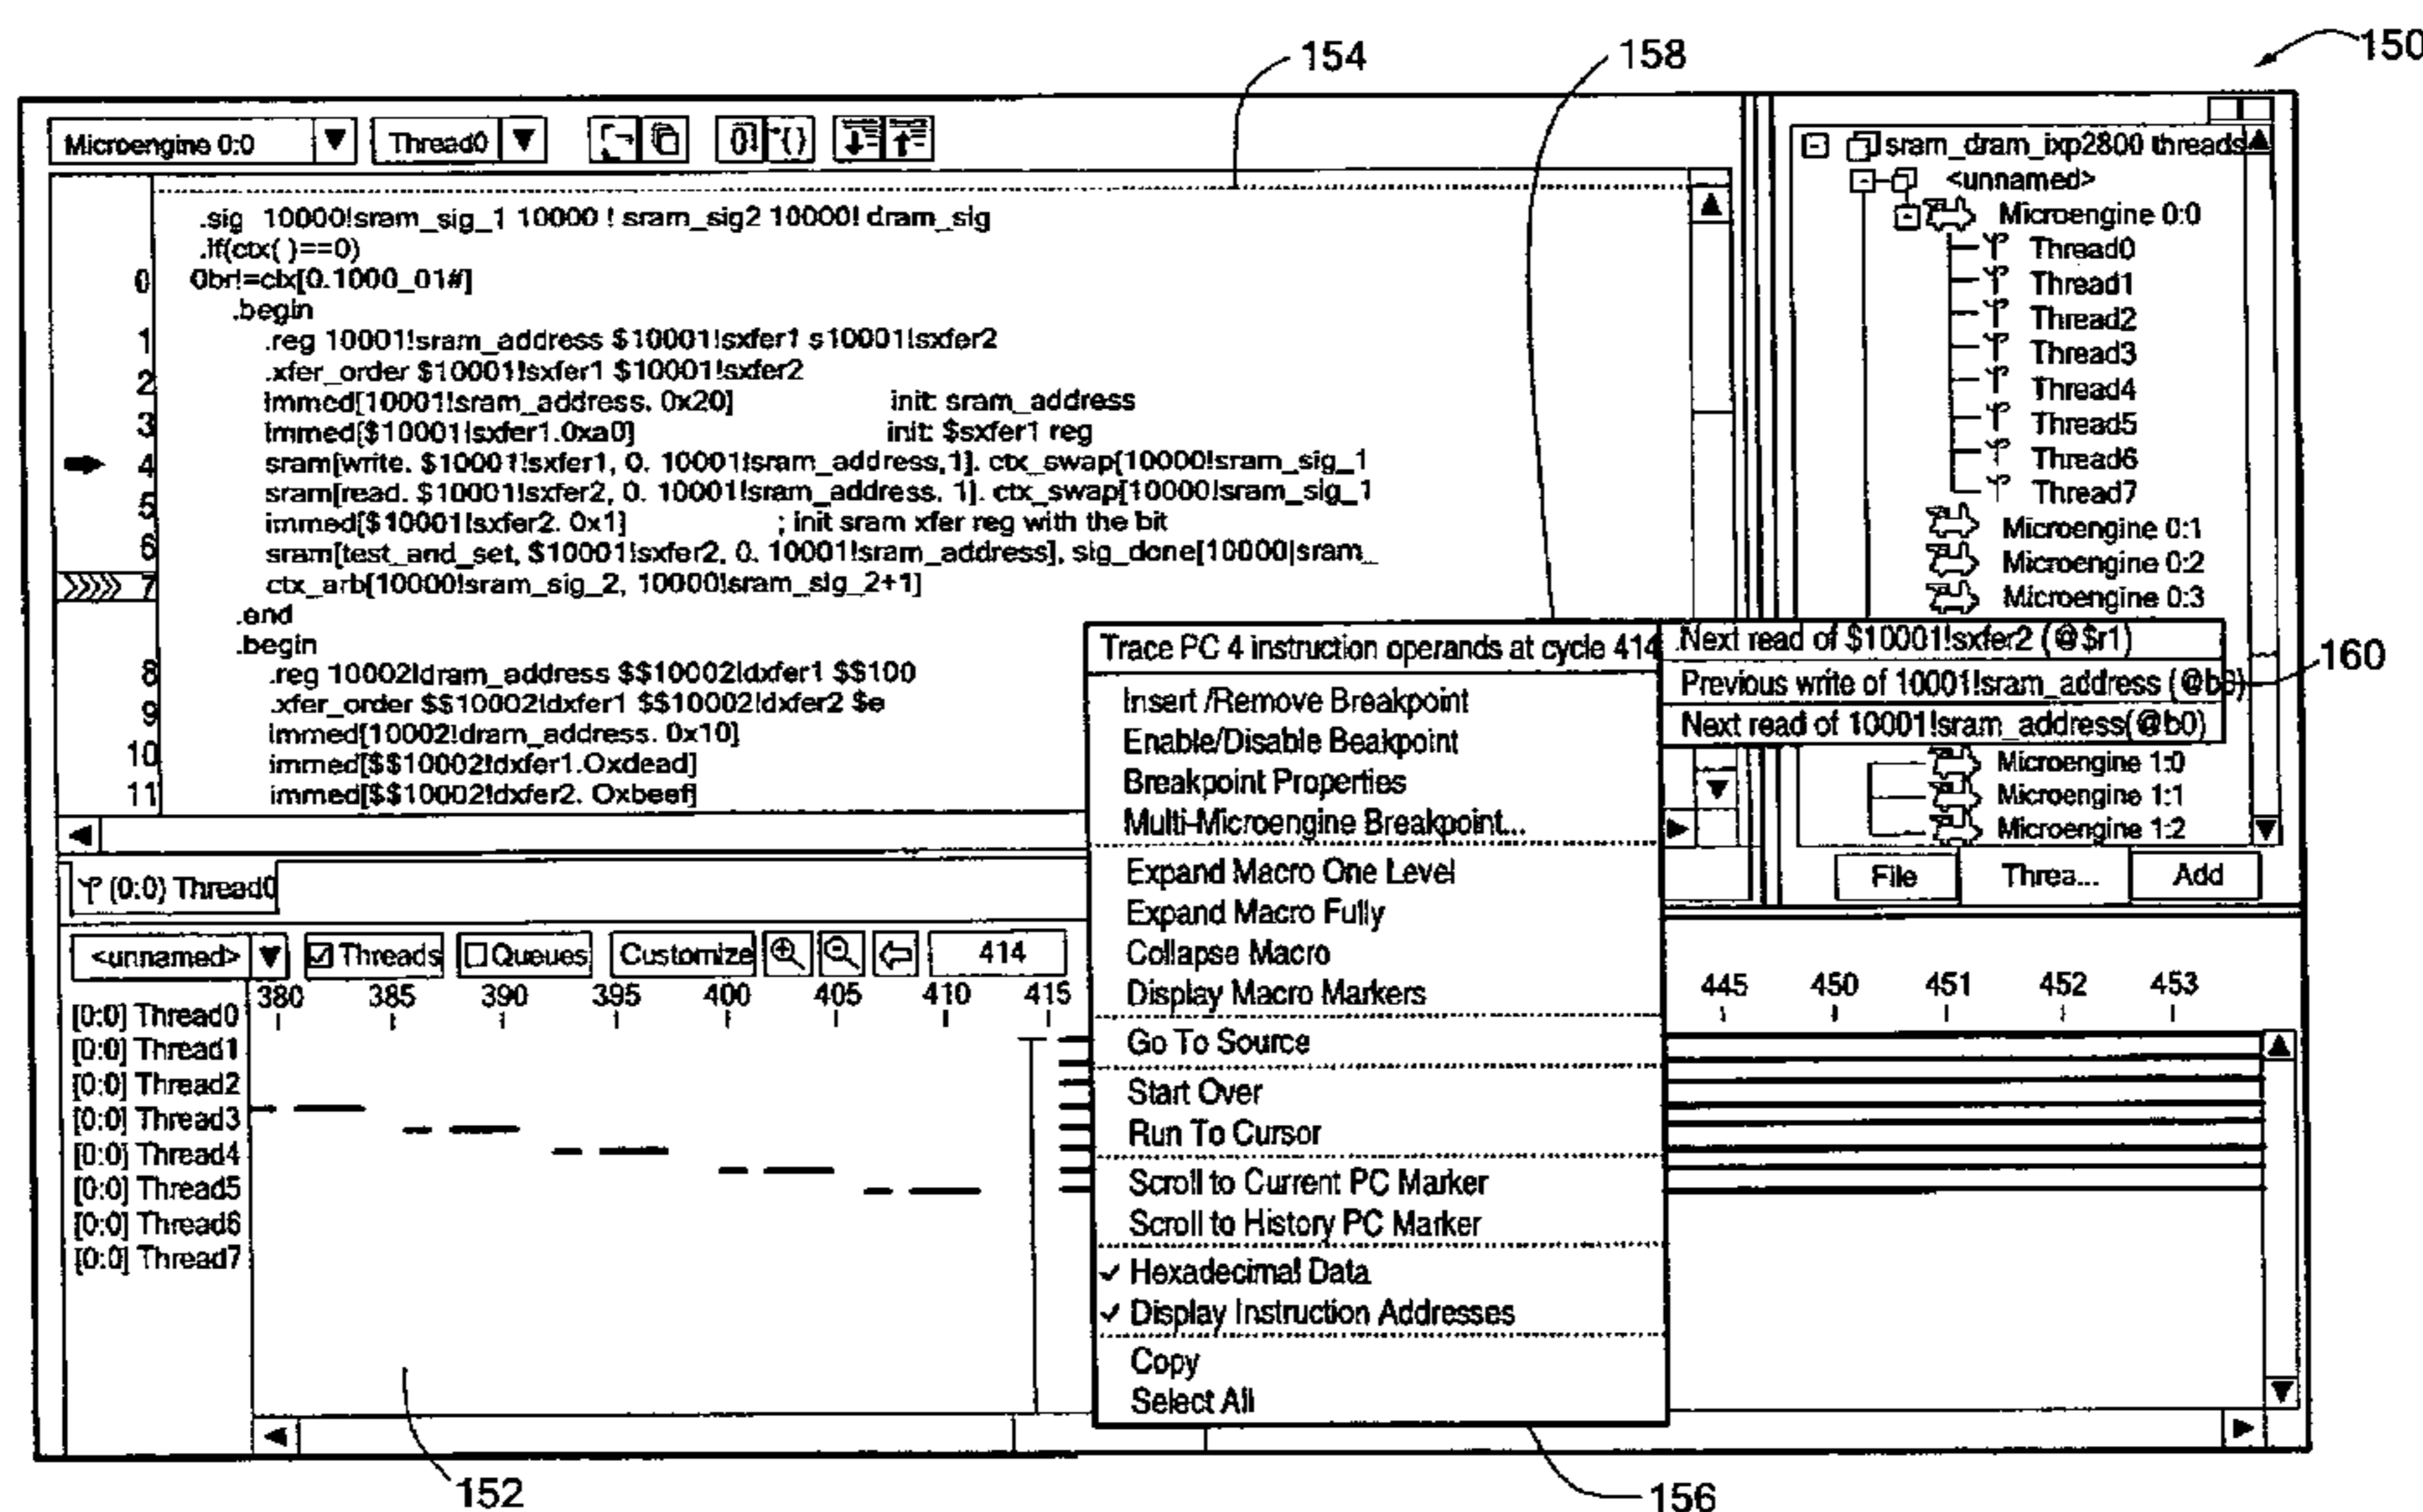 150
154
158
Microengine 0:0
Thread0
.sig 10000!sram_sig_1 10000 ! sram_sig2 10000! dram_sig
.if(ctx( )==0)
0 0br!=ctx[0.1000_01#]
.begin
1 .reg 10001!sram_address $10001!sxfer1 s10001!sxfer2
2 .xfer_order $10001!sxfer1 $10001!sxfer2
immed[10001!sram_address. 0x20] init: sram_address
3 immed[$10001!sxfer1.0xa0] init: $sxfer1 reg
4 sram[write. $10001!sxfer1, 0. 10001!sram_address,1]. ctx_swap[10000!sram_sig_1
5 sram[read. $10001!sxfer2, 0. 10001!sram_address. 1]. ctx_swap[10000!sram_sig_1
immed[$10001!sxfer2. 0x1] ; init sram xfer reg with the bit
6 sram[test_and_set, $10001!sxfer2, 0. 10001!sram_address], sig_done[10000|sram_
7 ctx_arb[10000!sram_sig_2, 10000!sram_sig_2+1]
.end
.begin
8 .reg 10002!dram_address $$10002!dxfer1 $$100
9 .xfer_order $$10002!dxfer1 $$10002!dxfer2 $e
immed[10002!dram_address. 0x10]
10 immed[$$10002!dxfer1.Oxdead]
11 immed[$$10002!dxfer2. Oxbeef]
sram_dram_ixp2800 threads
<unnamed>
Microengine 0:0
Thread0
Thread1
Thread2
Thread3
Thread4
Thread5
Thread6
Thread7
Microengine 0:1
Microengine 0:2
Microengine 0:3
Microengine 1:0
Microengine 1:1
Microengine 1:2
File Threa... Add
Trace PC 4 instruction operands at cycle 414
Insert /Remove Breakpoint
Enable/Disable Beakpoint
Breakpoint Properties
Multi-Microengine Breakpoint...
Expand Macro One Level
Expand Macro Fully
Collapse Macro
Display Macro Markers
Go To Source
Start Over
Run To Cursor
Scroll to Current PC Marker
Scroll to History PC Marker
Hexadecimal Data
Display Instruction Addresses
Copy
Select All
Next read of $10001!sxfer2 (@$r1)
Previous write of 10001!sram_address
Next read of 10001!sram_address(@b0)
160
(0:0) Thread0
<unnamed> Threads Queues Customize 414
380 385 390 395 400 405 410 415 445 450 451 452 453
[0:0] Thread0
[0:0] Thread1
[0:0] Thread2
[0:0] Thread3
[0:0] Thread4
[0:0] Thread5
[0:0] Thread6
[0:0] Thread7
152
156